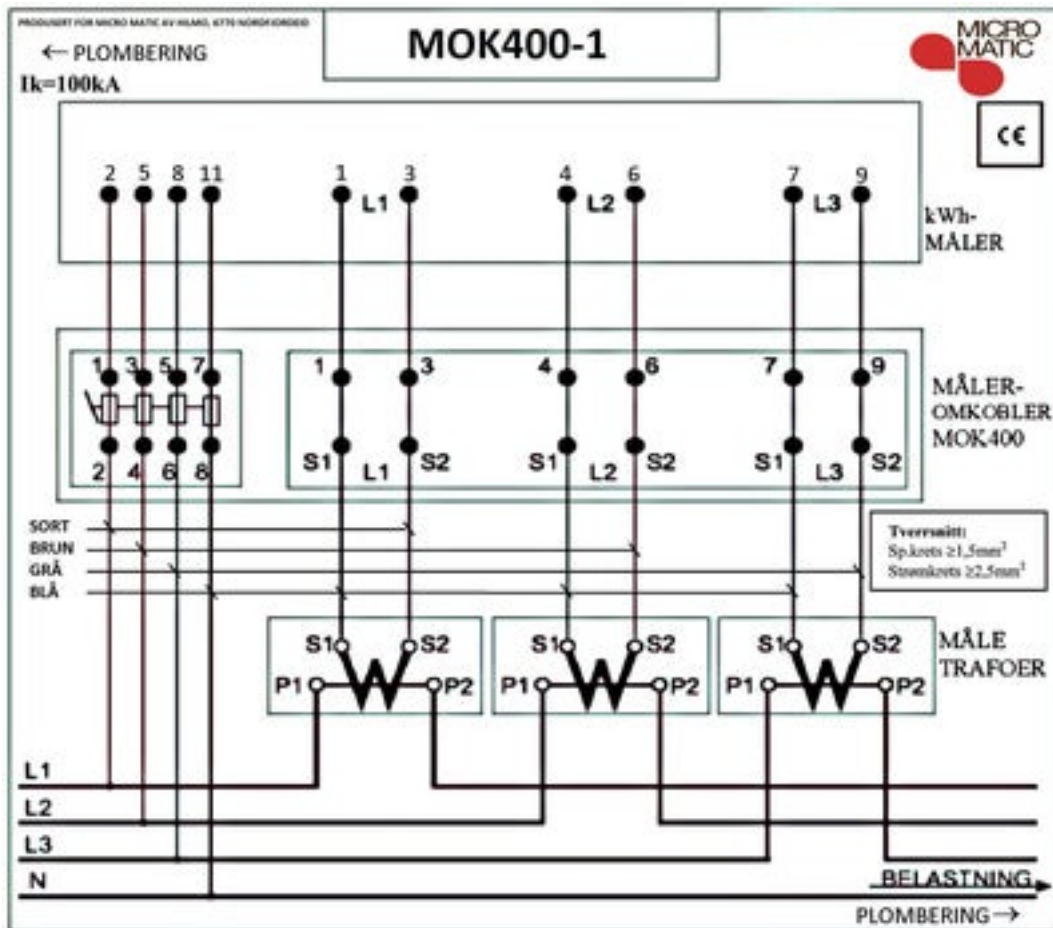 PRODUSERT FOR MICRO MATIC AV HILMO, 6770 NORDFJORDEID
MOK400-1
MICRO
MATIC
← PLOMBERING
Ik=100kA
CE
2 5 8 11 1 3 4 6 7 9
L1 L2 L3
kWh-
MÅLER
1 3 5 7 1 3 4 6 7 9
MÅLER-
OMKOBLER
MOK400
2 4 6 8 S1 L1 S2 S1 L2 S2 S1 L3 S2
SORT
BRUN
GRÅ
BLÅ
Tverrsnitt:
Sp.krets ≥1,5mm²
Strømkrets ≥2,5mm²
S1 S2 S1 S2 S1 S2
MÅLE
TRAFOER
P1 P2 P1 P2 P1 P2
L1
L2
L3
N
BELASTNING
PLOMBERING →